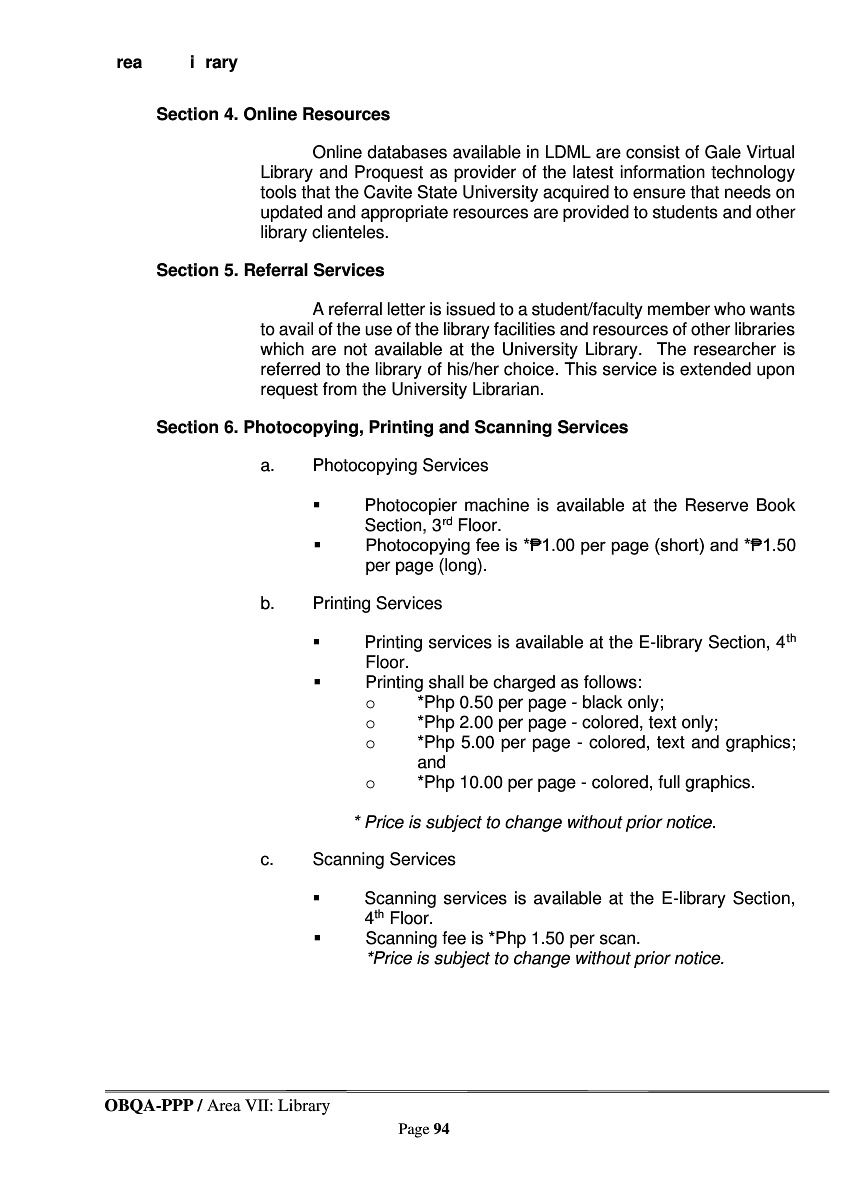 rea i rary
Section 4. Online Resources
Online databases available in LDML are consist of Gale Virtual
Library and Proquest as provider of the latest information technology
tools that the Cavite State University acquired to ensure that needs on
updated and appropriate resources are provided to students and other
library clienteles.
Section 5. Referral Services
A referral letter is issued to a student/faculty member who wants
to avail of the use of the library facilities and resources of other libraries
which are not available at the University Library. The researcher is
referred to the library of his/her choice. This service is extended upon
request from the University Librarian.
Section 6. Photocopying, Printing and Scanning Services
a. Photocopying Services
▪ Photocopier machine is available at the Reserve Book
Section, 3rd Floor.
▪ Photocopying fee is *₱1.00 per page (short) and *₱1.50
per page (long).
b. Printing Services
▪ Printing services is available at the E-library Section, 4th
Floor.
▪ Printing shall be charged as follows:
o *Php 0.50 per page - black only;
o *Php 2.00 per page - colored, text only;
o *Php 5.00 per page - colored, text and graphics;
and
o *Php 10.00 per page - colored, full graphics.
* Price is subject to change without prior notice.
c. Scanning Services
▪ Scanning services is available at the E-library Section,
4th Floor.
▪ Scanning fee is *Php 1.50 per scan.
*Price is subject to change without prior notice.
OBQA-PPP / Area VII: Library
Page 94